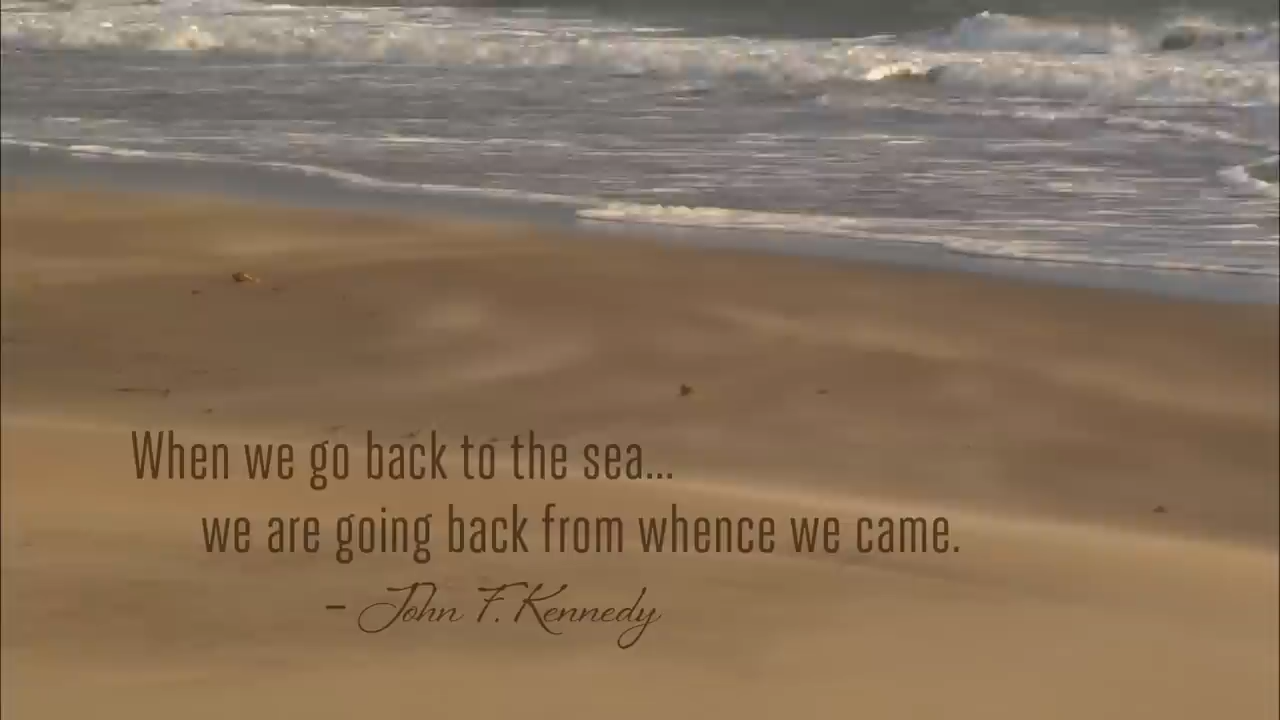 When we go back to the sea...
we are going back from whence we came.
– John F. Kennedy